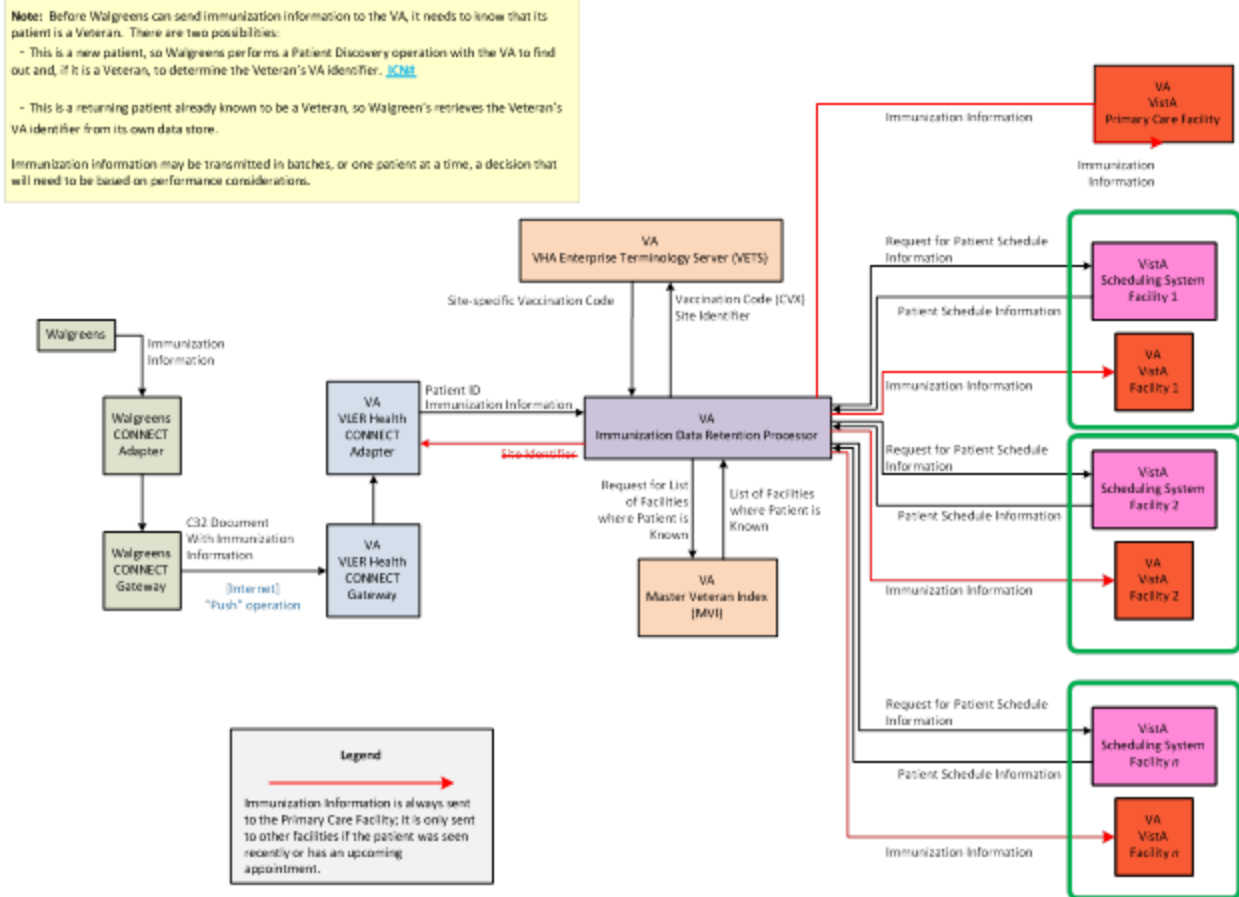 Note: Before Walgreens can send immunization information to the VA, it needs to know that its
patient is a Veteran. There are two possibilities:
- This is a new patient, so Walgreens performs a Patient Discovery operation with the VA to find
out and, if it is a Veteran, to determine the Veteran's VA identifier. ICN#
- This is a returning patient already known to be a Veteran, so Walgreen's retrieves the Veteran's
VA identifier from its own data store.
Immunization information may be transmitted in batches, or one patient at a time, a decision that
will need to be based on performance considerations.
VA
VistA
Primary Care Facility
Immunization Information
Immunization
Information
VA
VHA Enterprise Terminology Server (VETS)
Site-specific Vaccination Code
Vaccination Code (CVX)
Site Identifier
Request for Patient Schedule
Information
VistA
Scheduling System
Facility 1
Patient Schedule Information
VA
VistA
Facility 1
Immunization Information
Walgreens
Immunization
Information
Walgreens
CONNECT
Adapter
VA
VLER Health
CONNECT
Adapter
Patient ID
Immunization Information
Site Identifier
VA
Immunization Data Retention Processor
Request for Patient Schedule
Information
VistA
Scheduling System
Facility 2
Patient Schedule Information
Request for List
of Facilities
where Patient is
Known
List of Facilities
where Patient is
Known
Walgreens
CONNECT
Gateway
C32 Document
With Immunization
Information
[Internet]
"Push" operation
VA
VLER Health
CONNECT
Gateway
VA
Master Veteran Index
(MVI)
VA
VistA
Facility 2
Immunization Information
Request for Patient Schedule
Information
VistA
Scheduling System
Facility n
Patient Schedule Information
VA
VistA
Facility n
Immunization Information
Legend
Immunization Information is always sent
to the Primary Care Facility; it is only sent
to other facilities if the patient was seen
recently or has an upcoming
appointment.